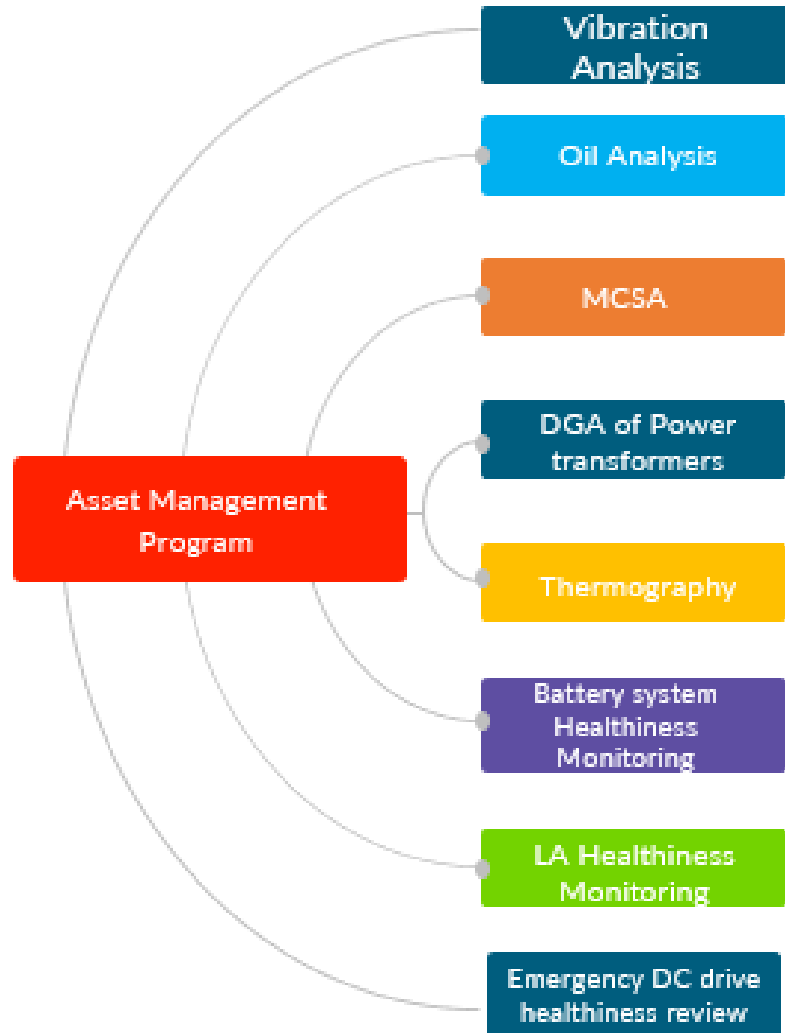 Vibration
Analysis
Oil Analysis
MCSA
DGA of Power
transformers
Asset Management
Program
Thermography
Battery system
Healthiness
Monitoring
LA Healthiness
Monitoring
Emergency DC drive
healthiness review